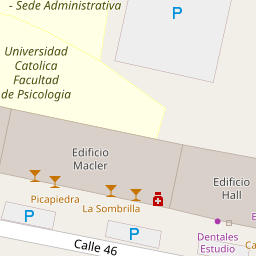 - Sede Administrativa
P
Universidad
Catolica
Facultad
de Psicologia
Edificio
Macler
Edificio
Hall
Picapiedra
La Sombrilla
P
P
Dentales
Estudio
Calle 46